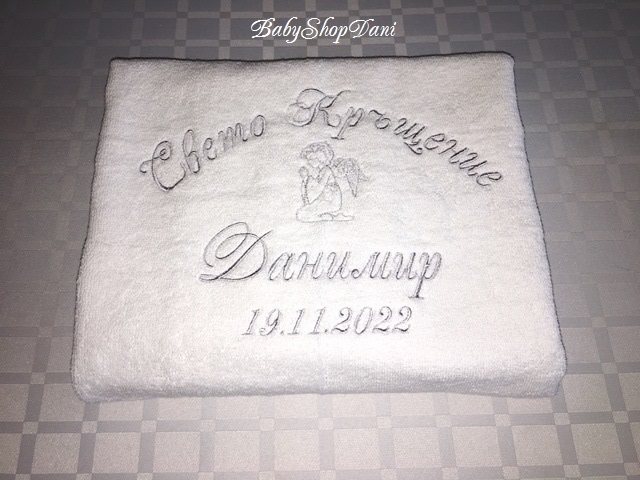 BabyShopDani
Свето Кръщение
Данимир
19.11.2022